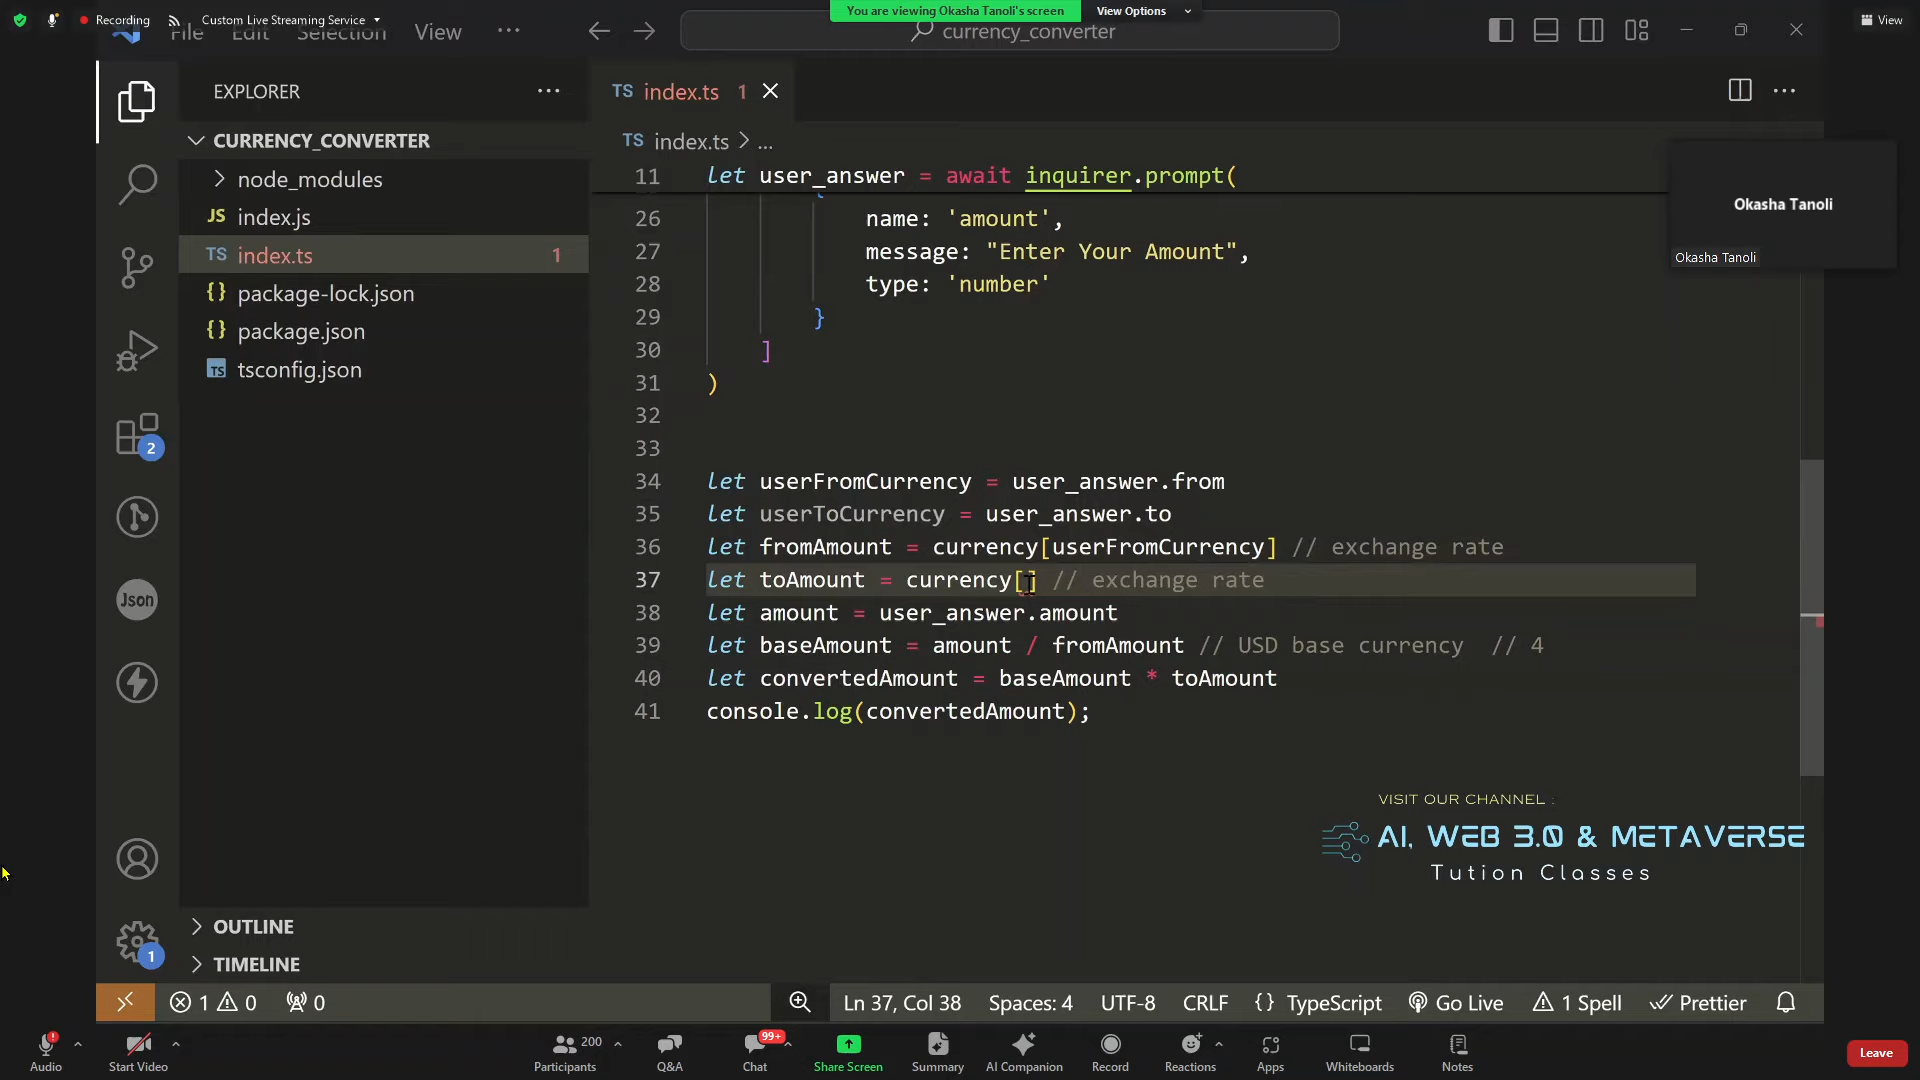 Recording
Custom Live Streaming Service
You are viewing Okasha Tanoli's screen
View Options
View
File
Edit
Selection
View
currency_converter
EXPLORER
TS index.ts 1
CURRENCY_CONVERTER
TS index.ts > ...
node_modules
JS index.js
TS index.ts 1
{} package-lock.json
{} package.json
TS tsconfig.json
11 let user_answer = await inquirer.prompt(
{
26 name: 'amount',
27 message: "Enter Your Amount",
28 type: 'number'
29 }
30 ]
31 )
32
33
34 let userFromCurrency = user_answer.from
35 let userToCurrency = user_answer.to
36 let fromAmount = currency[userFromCurrency] // exchange rate
37 let toAmount = currency[] // exchange rate
38 let amount = user_answer.amount
39 let baseAmount = amount / fromAmount // USD base currency // 4
40 let convertedAmount = baseAmount * toAmount
41 console.log(convertedAmount);
Okasha Tanoli
Okasha Tanoli
2
Json
1
VISIT OUR CHANNEL :
AI, WEB 3.0 & METAVERSE
Tution Classes
OUTLINE
TIMELINE
1 0 0
Ln 37, Col 38 Spaces: 4 UTF-8 CRLF {} TypeScript Go Live 1 Spell Prettier
Audio
Start Video
200
Participants
Q&A
99+
Chat
Share Screen
Summary
AI Companion
Record
Reactions
Apps
Whiteboards
Notes
Leave